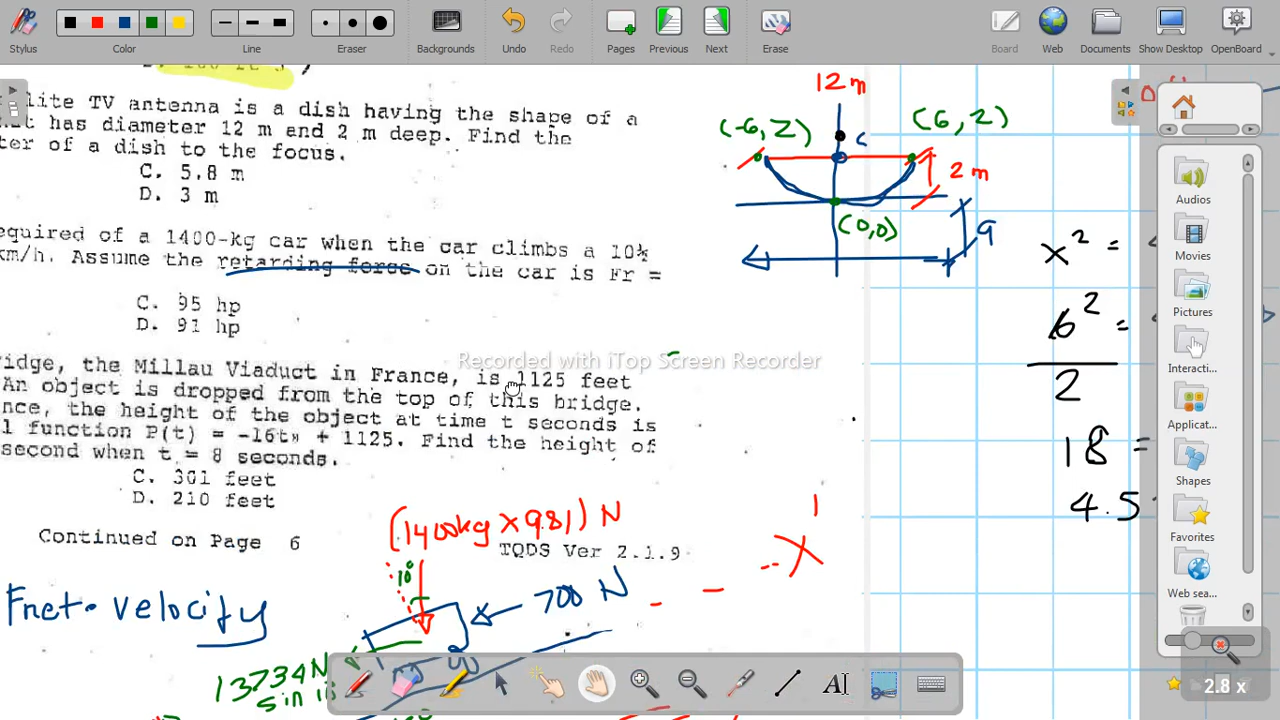 Stylus
Color
Line
Eraser
Backgrounds
Undo
Redo
Pages
Previous
Next
Erase
Board
Web
Documents
Show Desktop
OpenBoard
lite TV antenna is a dish having the shape of a
has diameter 12 m and 2 m deep. Find the
ter of a dish to the focus.
C. 5.8 m
D. 3 m
equired of a 1400-kg car when the car climbs a 10%
km/h. Assume the retarding force on the car is Fr =
C. 95 hp
D. 91 hp
ridge, the Millau Viaduct in France, is 1125 feet
An object is dropped from the top of this bridge.
nce, the height of the object at time t seconds is
l function P(t) = -16t» + 1125. Find the height of
second when t = 8 seconds.
C. 301 feet
D. 210 feet
Continued on Page 6
TQDS Ver 2.1.9
Recorded with iTop Screen Recorder
12 m
(-6, 2)
(6, 2)
c
2 m
(0,0)
a
x² =
6² =
2
18 =
4.5
(1400kg x 9.81) N
10°
700 N
Fnet • velocity
13734 N
sin
Audios
Movies
Pictures
Interacti...
Applicat...
Shapes
Favorites
Web sea...
2.8 x